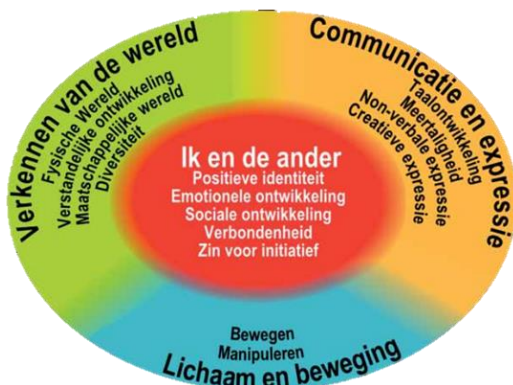 Verkennen van de wereld
Fysische Wereld
Verstandelijke ontwikkeling
Maatschappelijke wereld
Diversiteit
Communicatie en expressie
Taalontwikkeling
Meertaligheid
Non-verbale expressie
Creatieve expressie
Ik en de ander
Positieve identiteit
Emotionele ontwikkeling
Sociale ontwikkeling
Verbondenheid
Zin voor initiatief
Bewegen
Manipuleren
Lichaam en beweging